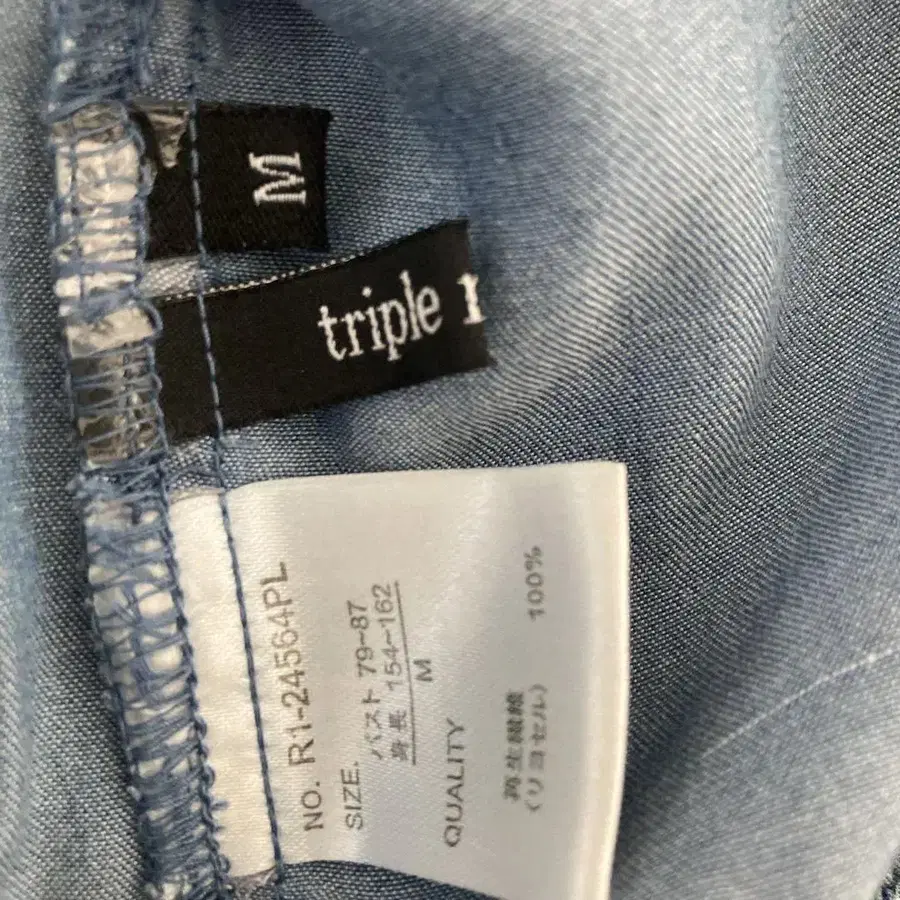 M
triple
NO. R1-24564PL
SIZE.
バスト 79~87
身長 154~162
M
QUALITY
再生繊維
(リヨセル) 100%